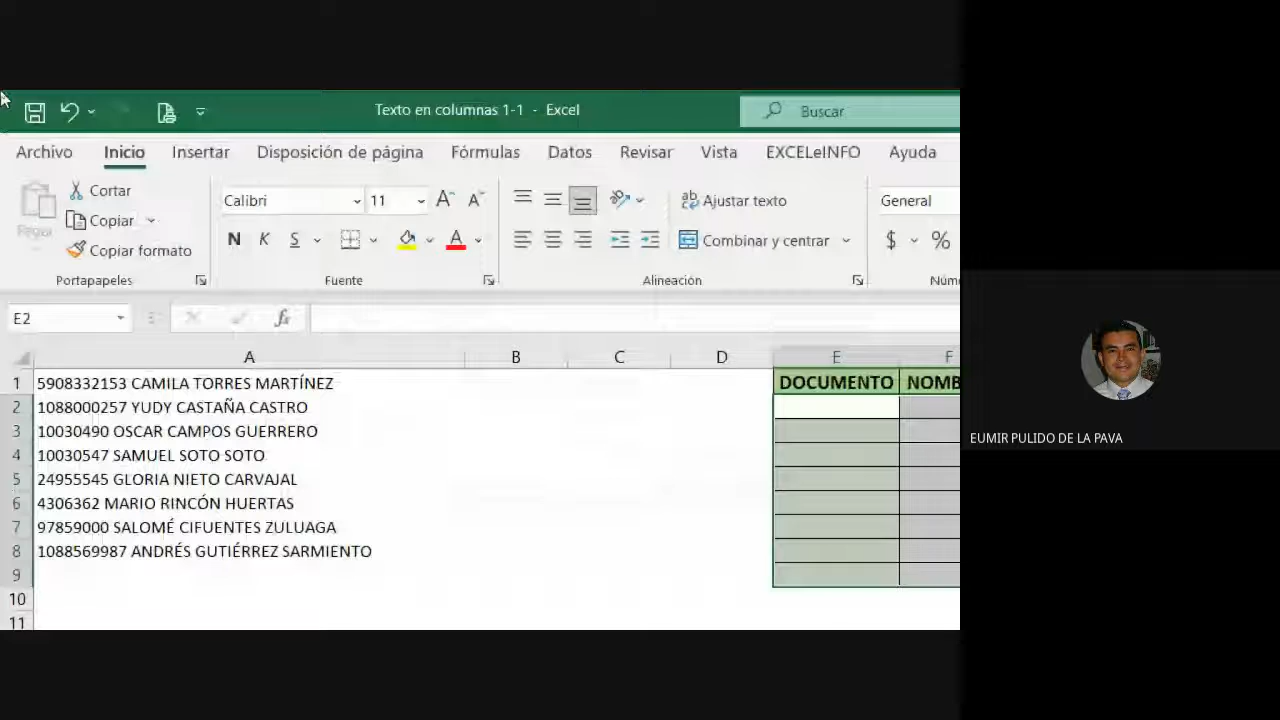 Texto en columnas 1-1 - Excel
Buscar
Archivo Inicio Insertar Disposición de página Fórmulas Datos Revisar Vista EXCELeINFO Ayuda
Pegar
Cortar
Copiar
Copiar formato
Portapapeles
Calibri 11
N K S
Fuente
Ajustar texto
Combinar y centrar
Alineación
General
$ %
Núme
E2
fx
A B C D E F
1 5908332153 CAMILA TORRES MARTÍNEZ DOCUMENTO NOMB
2 1088000257 YUDY CASTAÑA CASTRO
3 10030490 OSCAR CAMPOS GUERRERO
4 10030547 SAMUEL SOTO SOTO
5 24955545 GLORIA NIETO CARVAJAL
6 4306362 MARIO RINCÓN HUERTAS
7 97859000 SALOMÉ CIFUENTES ZULUAGA
8 1088569987 ANDRÉS GUTIÉRREZ SARMIENTO
9
10
11
EUMIR PULIDO DE LA PAVA